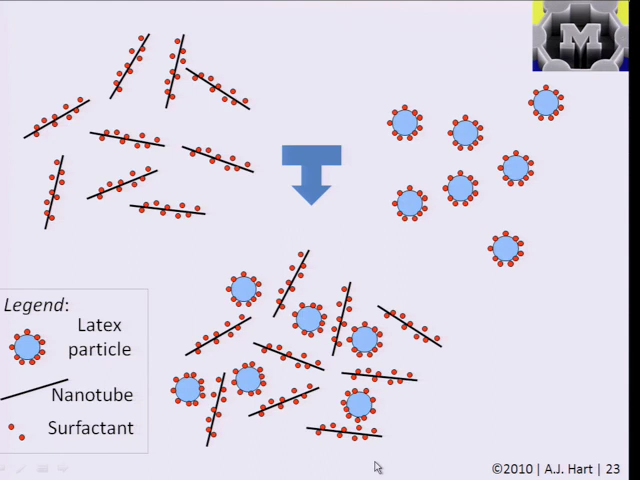 M
Legend:
Latex
particle
Nanotube
Surfactant
©2010 | A.J. Hart | 23